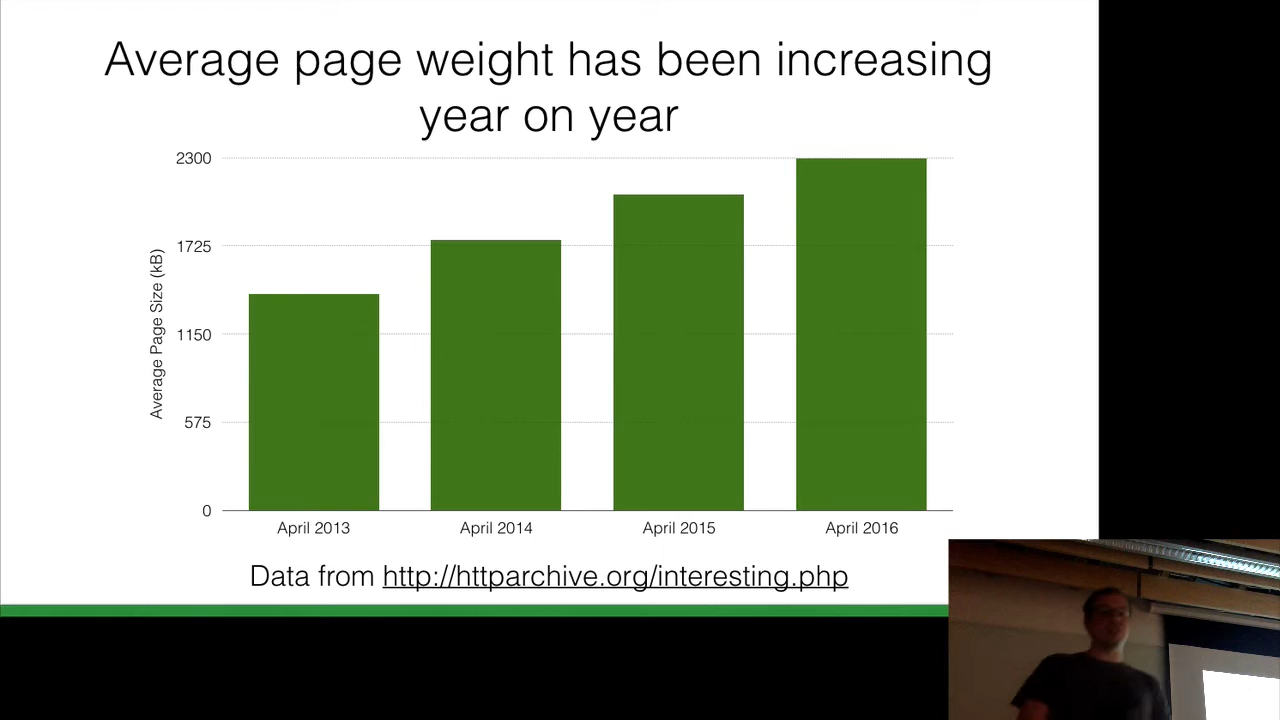 Average page weight has been increasing
year on year
2300
1725
1150
575
0
Average Page Size (kB)
April 2013
April 2014
April 2015
April 2016
Data from http://httparchive.org/interesting.php